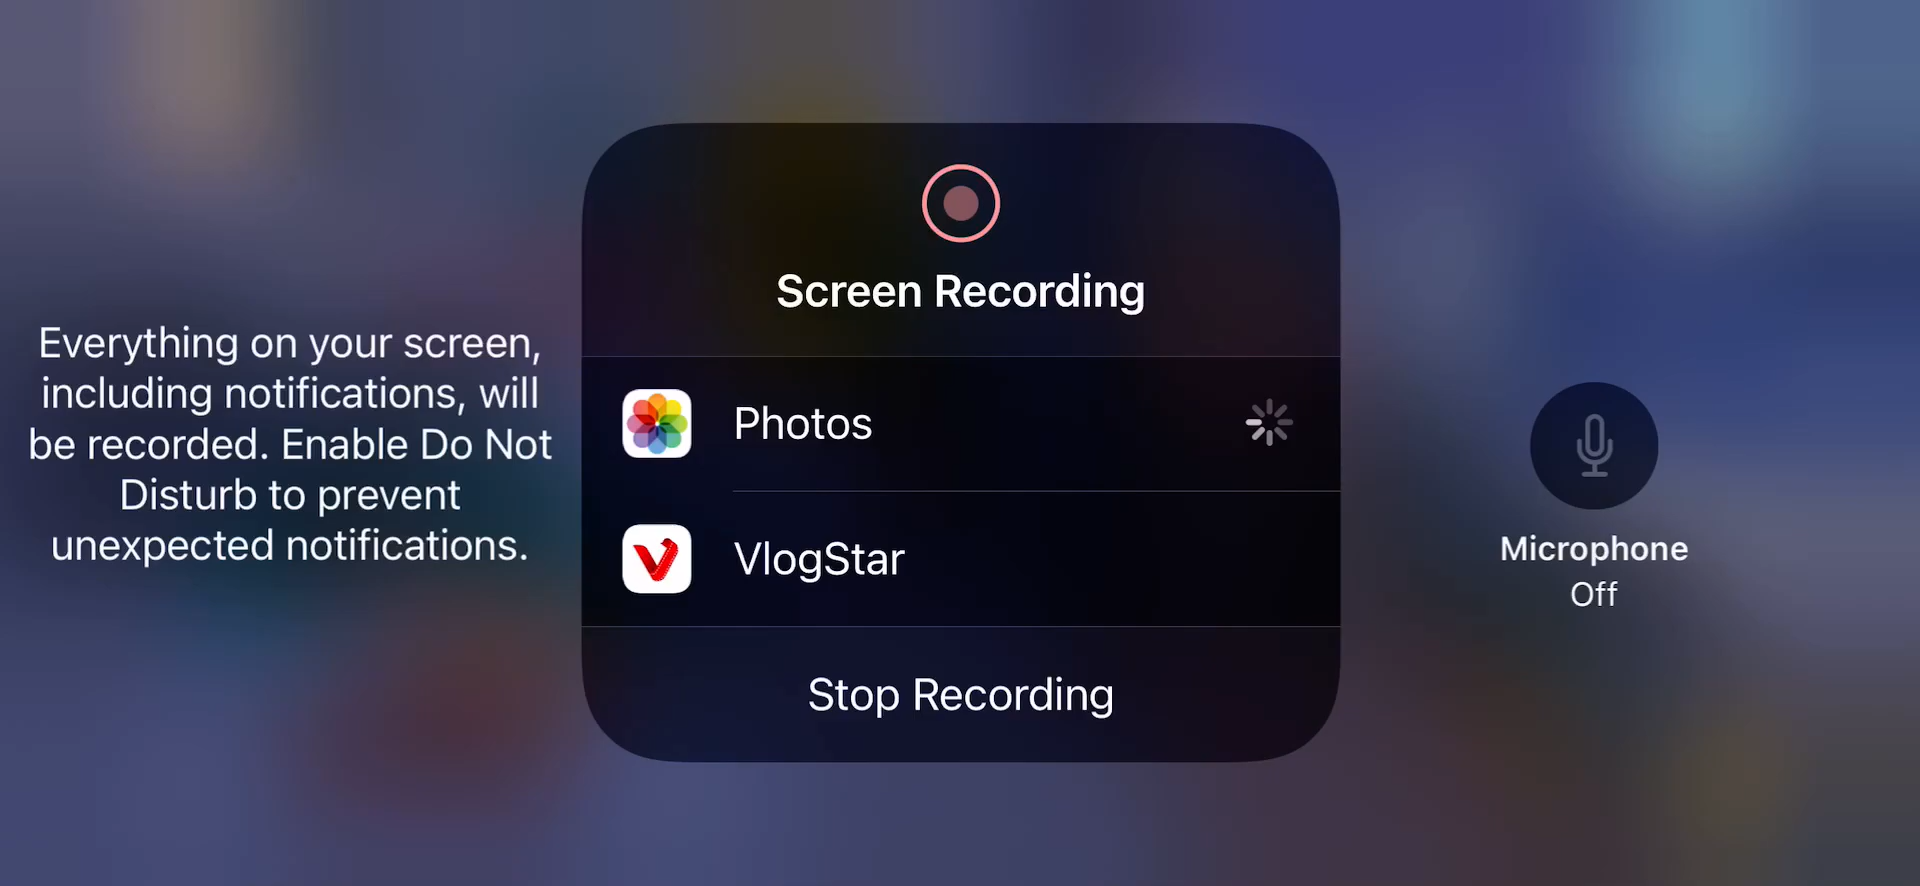 Everything on your screen,
including notifications, will
be recorded. Enable Do Not
Disturb to prevent
unexpected notifications.
Screen Recording
Photos
VlogStar
Stop Recording
Microphone
Off